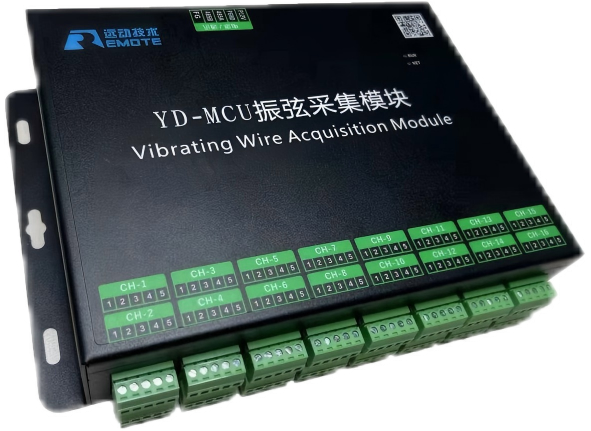 远动技术
REMOTE
RUN
NET
YD-MCU振弦采集模块
Vibrating Wire Acquisition Module
CH-1 CH-3 CH-5 CH-7 CH-9 CH-11 CH-13 CH-15
1 2 3 4 5 1 2 3 4 5 1 2 3 4 5 1 2 3 4 5 1 2 3 4 5 1 2 3 4 5 1 2 3 4 5 1 2 3 4 5
CH-2 CH-4 CH-6 CH-8 CH-10 CH-12 CH-14 CH-16
1 2 3 4 5 1 2 3 4 5 1 2 3 4 5 1 2 3 4 5 1 2 3 4 5 1 2 3 4 5 1 2 3 4 5 1 2 3 4 5